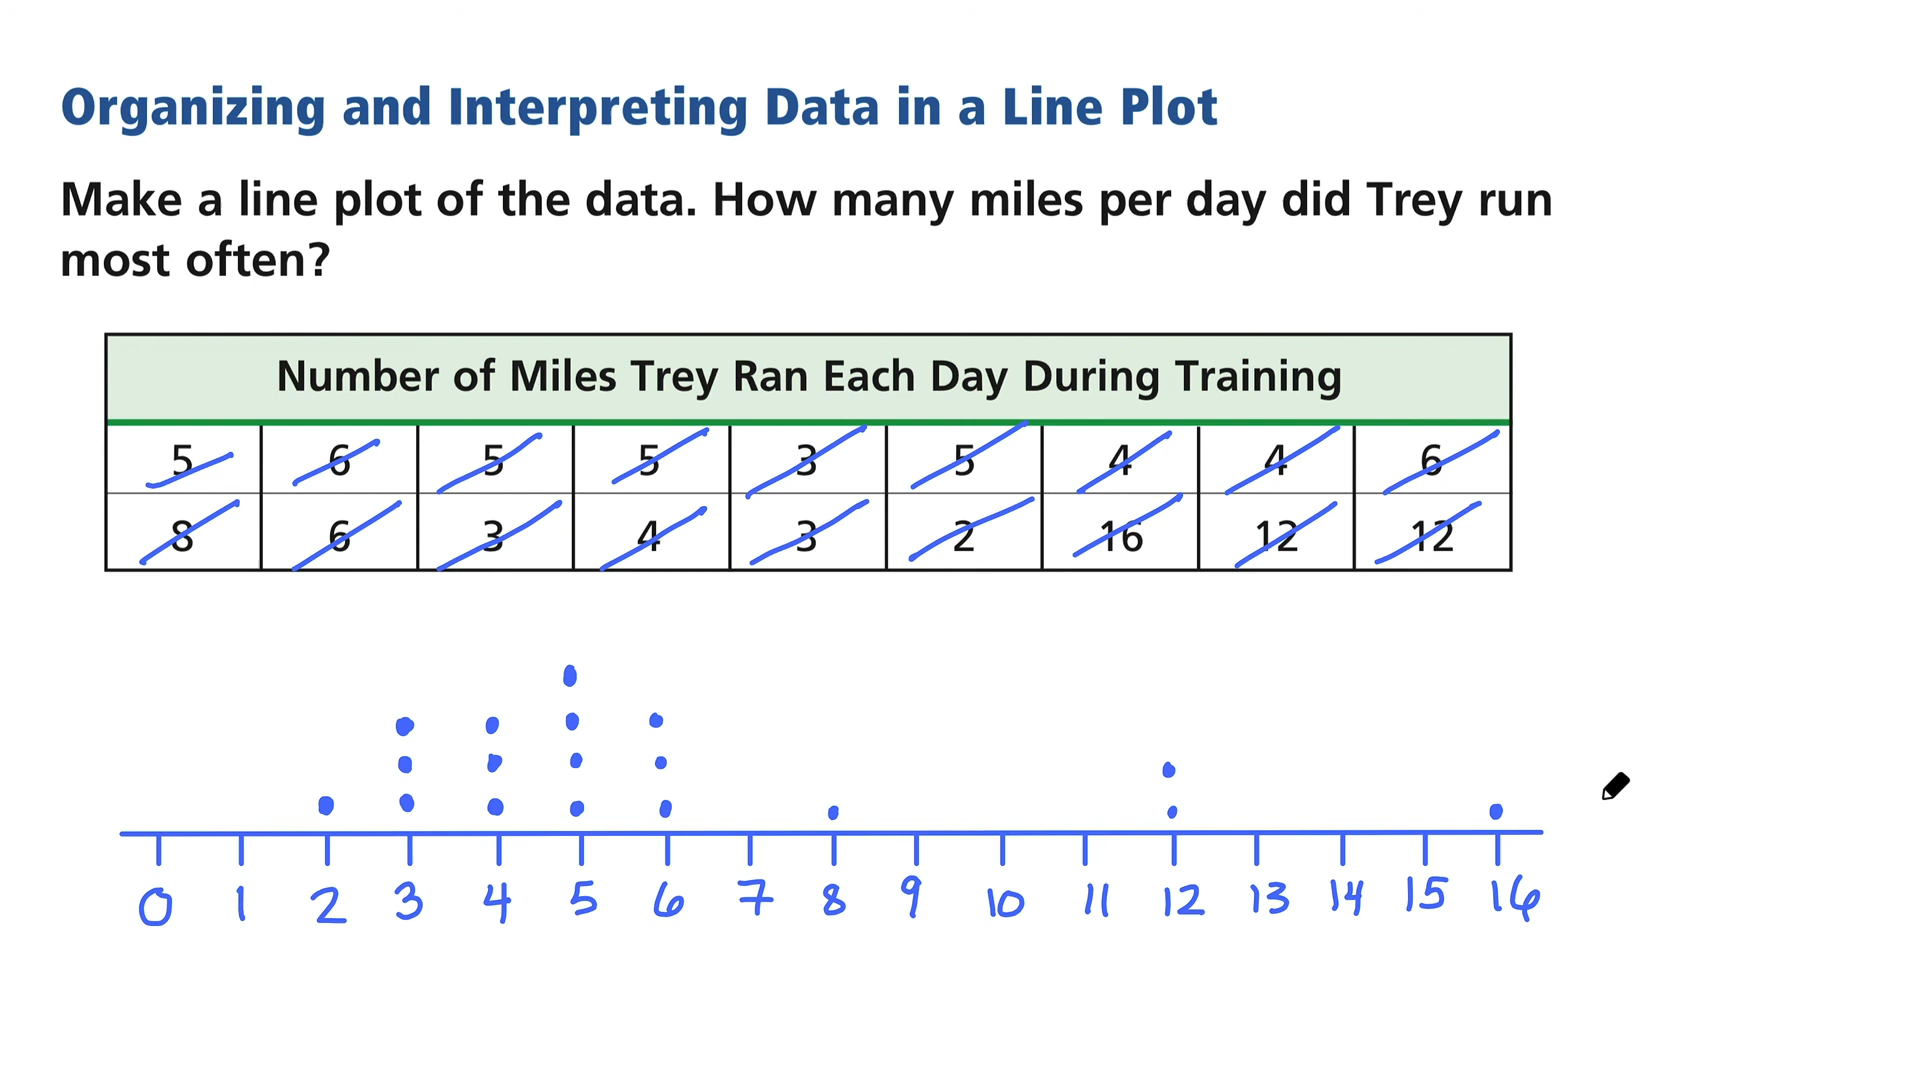 Organizing and Interpreting Data in a Line Plot
Make a line plot of the data. How many miles per day did Trey run
most often?
Number of Miles Trey Ran Each Day During Training
5 6 5 5 3 5 4 4 6
8 6 3 4 3 2 16 12 12
0 1 2 3 4 5 6 7 8 9 10 11 12 13 14 15 16